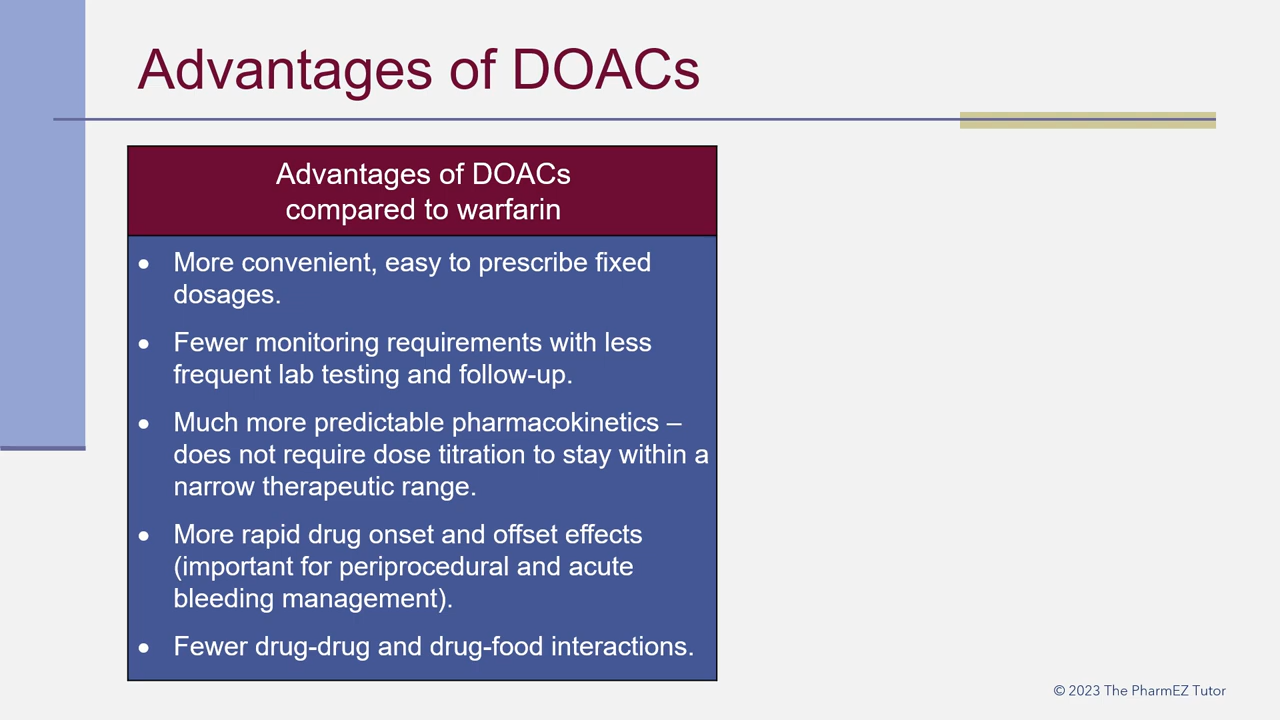 Advantages of DOACs
Advantages of DOACs
compared to warfarin
• More convenient, easy to prescribe fixed
dosages.
• Fewer monitoring requirements with less
frequent lab testing and follow-up.
• Much more predictable pharmacokinetics –
does not require dose titration to stay within a
narrow therapeutic range.
• More rapid drug onset and offset effects
(important for periprocedural and acute
bleeding management).
• Fewer drug-drug and drug-food interactions.
© 2023 The PharmEZ Tutor